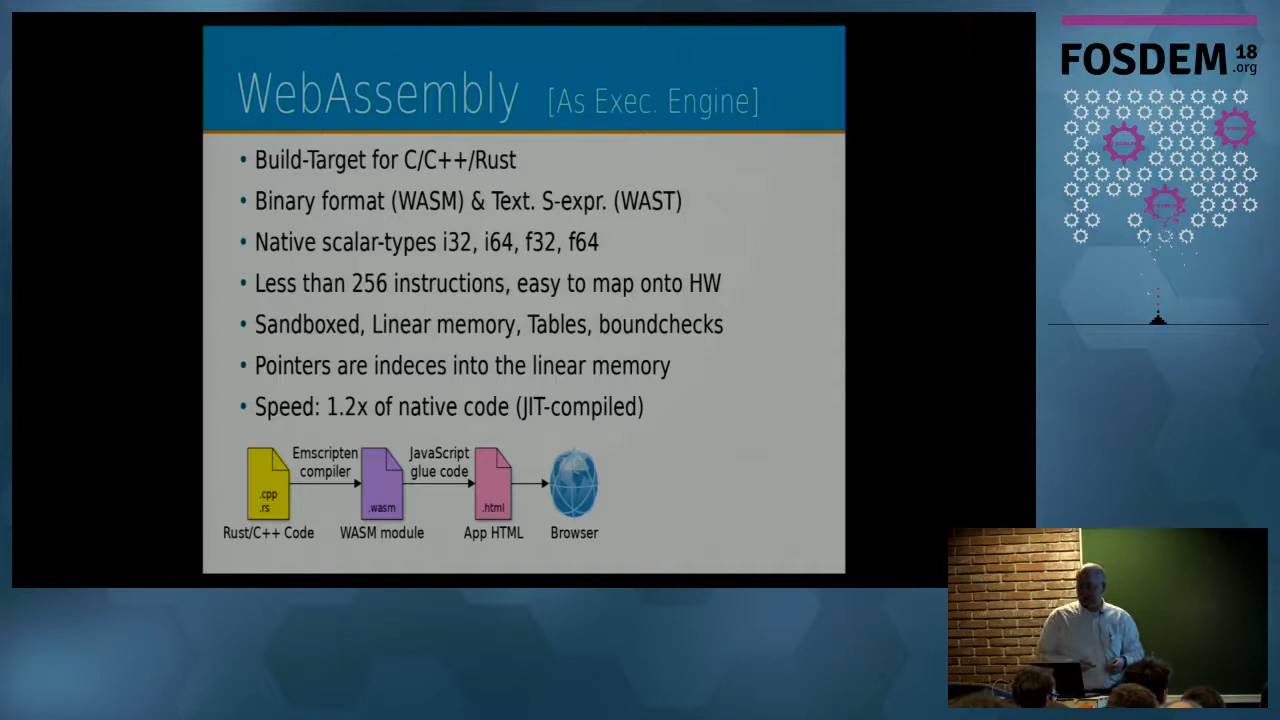 WebAssembly [As Exec. Engine]
• Build-Target for C/C++/Rust
• Binary format (WASM) & Text. S-expr. (WAST)
• Native scalar-types i32, i64, f32, f64
• Less than 256 instructions, easy to map onto HW
• Sandboxed, Linear memory, Tables, boundchecks
• Pointers are indeces into the linear memory
• Speed: 1.2x of native code (JIT-compiled)
Emscripten
compiler
JavaScript
glue code
.cpp
.rs
.wasm
.html
Rust/C++ Code
WASM module
App HTML
Browser
FOSDEM 18
.org